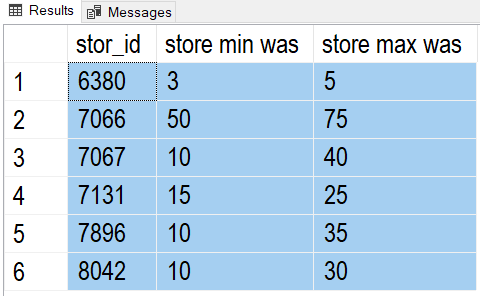 Results Messages
stor_id store min was store max was
1 6380 3 5
2 7066 50 75
3 7067 10 40
4 7131 15 25
5 7896 10 35
6 8042 10 30